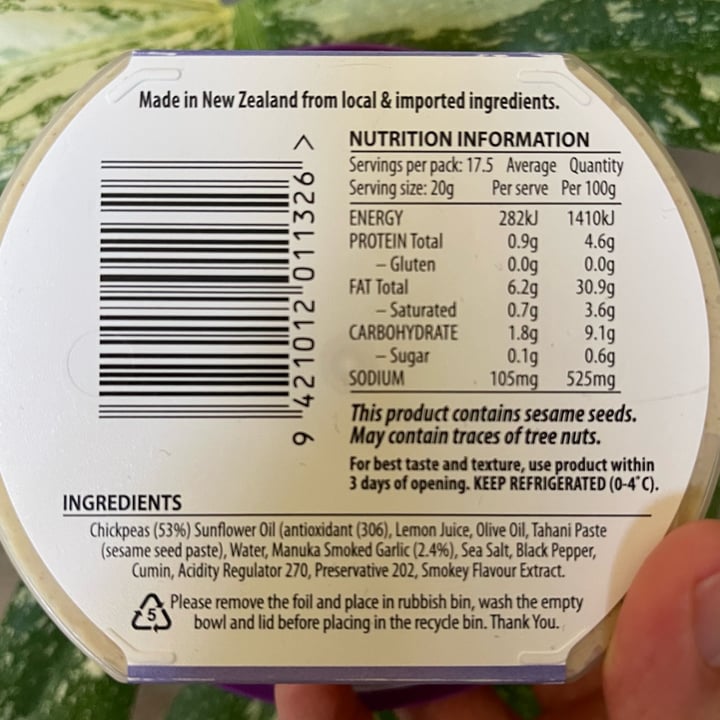 Made in New Zealand from local & imported ingredients.
9 421012 011326 >
NUTRITION INFORMATION
Servings per pack: 17.5 Average Quantity
Serving size: 20g Per serve Per 100g
ENERGY 282kJ 1410kJ
PROTEIN Total 0.9g 4.6g
– Gluten 0.0g 0.0g
FAT Total 6.2g 30.9g
– Saturated 0.7g 3.6g
CARBOHYDRATE 1.8g 9.1g
– Sugar 0.1g 0.6g
SODIUM 105mg 525mg
This product contains sesame seeds.
May contain traces of tree nuts.
For best taste and texture, use product within
3 days of opening. KEEP REFRIGERATED (0-4°C).
INGREDIENTS
Chickpeas (53%) Sunflower Oil (antioxidant (306), Lemon Juice, Olive Oil, Tahani Paste
(sesame seed paste), Water, Manuka Smoked Garlic (2.4%), Sea Salt, Black Pepper,
Cumin, Acidity Regulator 270, Preservative 202, Smokey Flavour Extract.
5 Please remove the foil and place in rubbish bin, wash the empty
bowl and lid before placing in the recycle bin. Thank You.